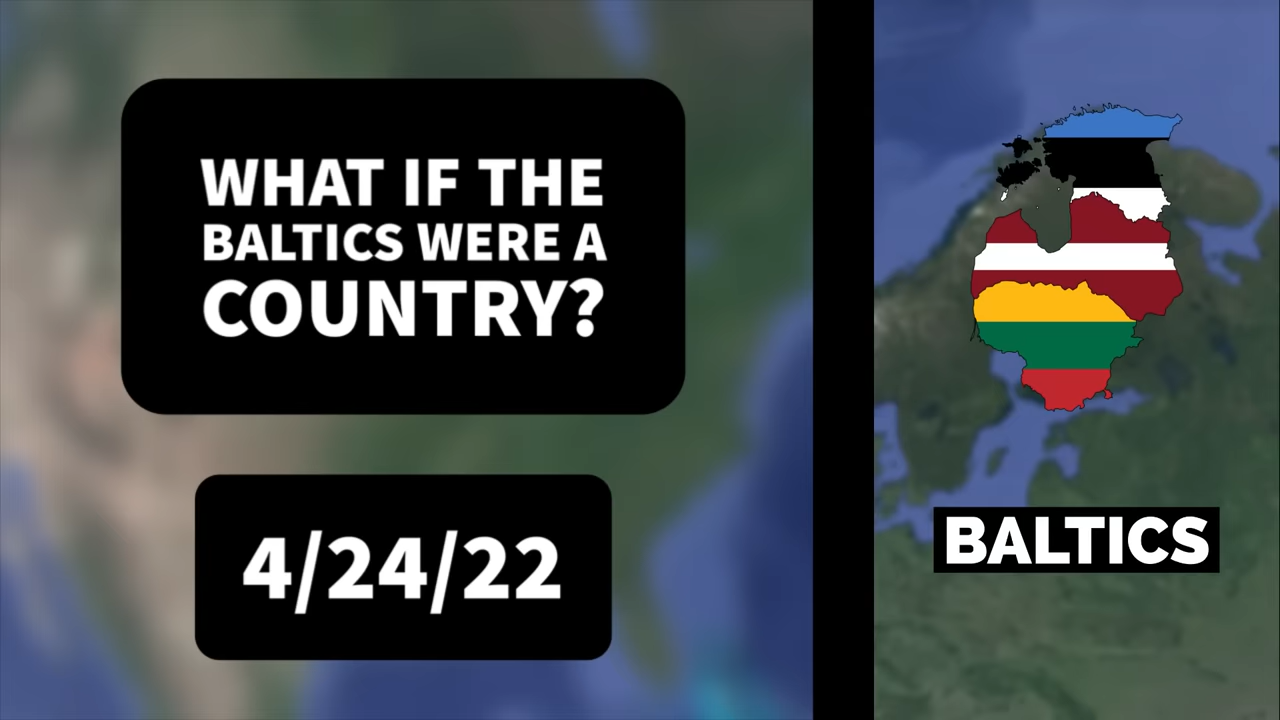 WHAT IF THE
BALTICS WERE A
COUNTRY?
4/24/22
BALTICS